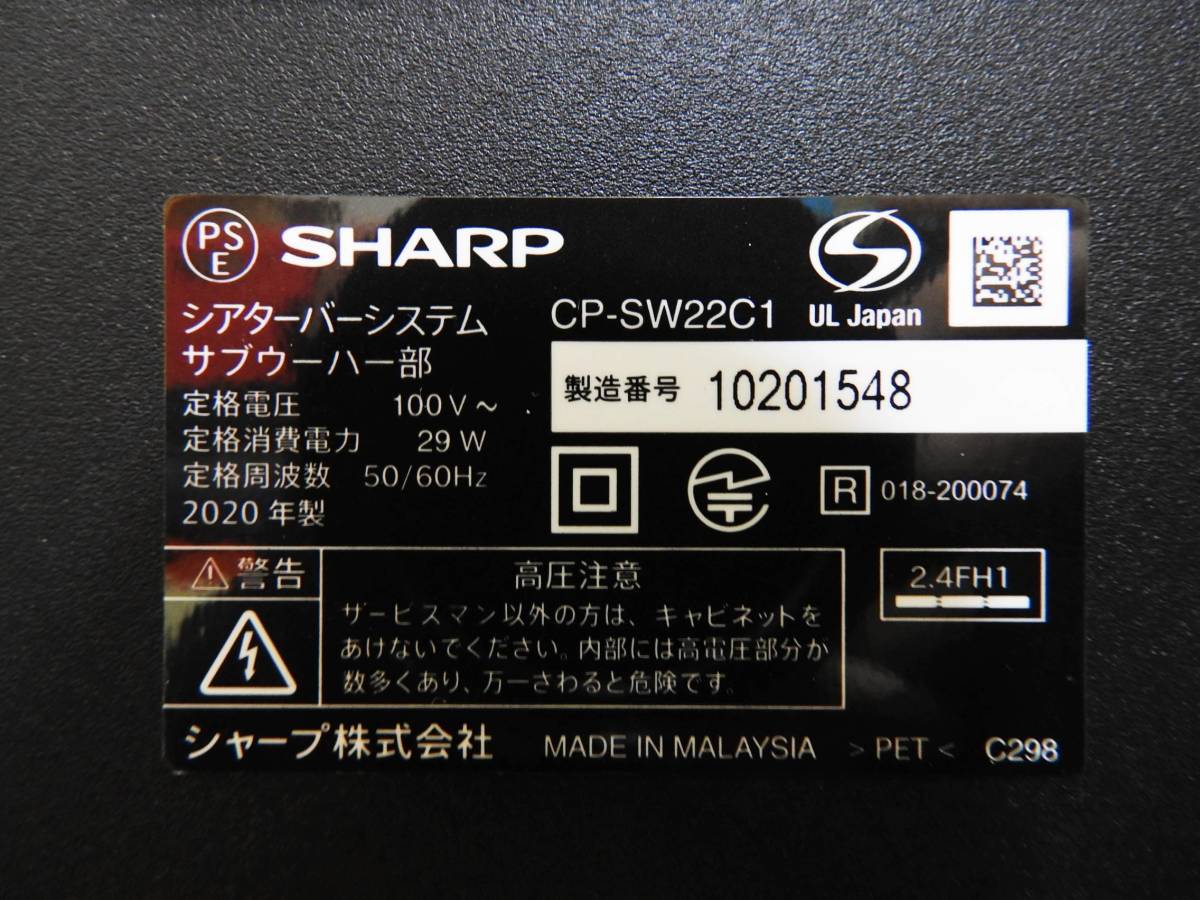 PS
E
SHARP
シアターバーシステム
サブウーハー部
CP-SW22C1
UL Japan
製造番号 10201548
定格電圧 100V~
定格消費電力 29W
定格周波数 50/60Hz
2020年製
R 018-200074
2.4FH1
警告
高圧注意
サービスマン以外の方は、キャビネットを
あけないでください。内部には高電圧部分が
数多くあり、万一さわると危険です。
シャープ株式会社 MADE IN MALAYSIA >PET< C298